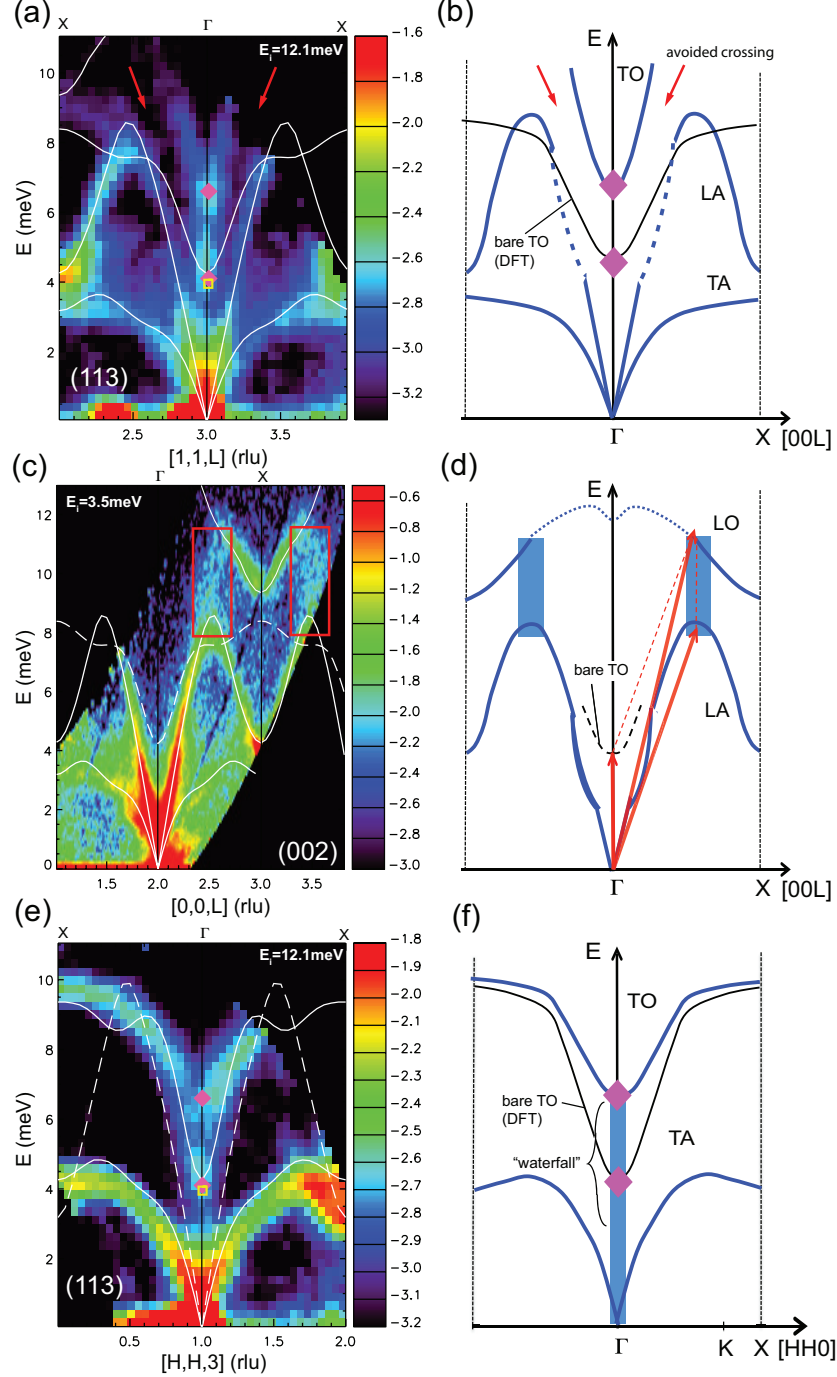 (a)
X Γ X
E_i=12.1meV
10
8
6
4
2
E (meV)
(113)
2.5 3.0 3.5
[1,1,L] (rlu)
−1.6
−1.8
−2.0
−2.2
−2.4
−2.6
−2.8
−3.0
−3.2
(b)
E
TO
avoided crossing
LA
bare TO
(DFT)
TA
Γ X [00L]
(c)
Γ X
E_i=3.5meV
12
10
8
6
4
2
0
E (meV)
(002)
1.5 2.0 2.5 3.0 3.5
[0,0,L] (rlu)
−0.6
−0.8
−1.0
−1.2
−1.4
−1.6
−1.8
−2.0
−2.2
−2.4
−2.6
−2.8
−3.0
(d)
E
LO
bare TO
LA
Γ X [00L]
(e)
X Γ X
E_i=12.1meV
10
8
6
4
2
E (meV)
(113)
0.5 1.0 1.5 2.0
[H,H,3] (rlu)
−1.8
−1.9
−2.0
−2.1
−2.2
−2.3
−2.4
−2.5
−2.6
−2.7
−2.8
−2.9
−3.0
−3.1
−3.2
(f)
E
TO
bare TO
(DFT)
TA
“waterfall”
Γ K X [HH0]